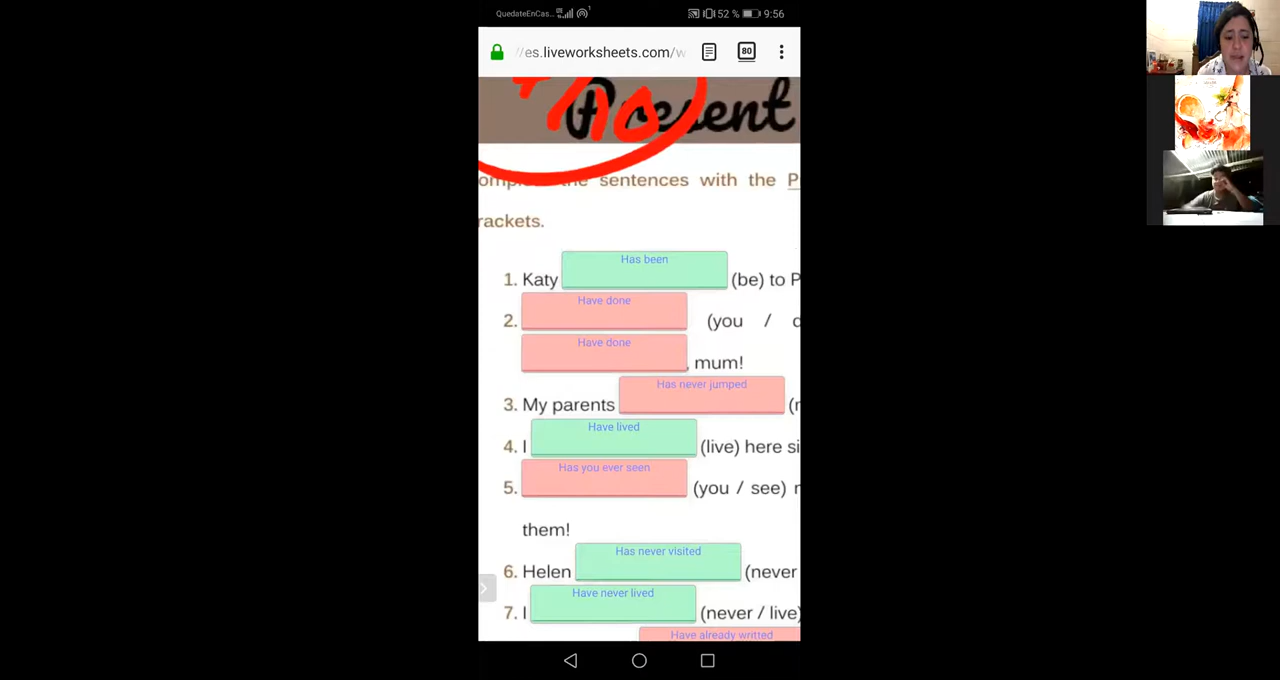 QuedateEnCas... 52 % 9:56
//es.liveworksheets.com/w 80
/10
Present
omplete the sentences with the P
rackets.
Has been
1. Katy (be) to P
Have done
2. (you / d
Have done
, mum!
Has never jumped
3. My parents (r
Have lived
4. I (live) here si
Has you ever seen
5. (you / see) r
them!
Has never visited
6. Helen (never
Have never lived
7. I (never / live)
Have already writted